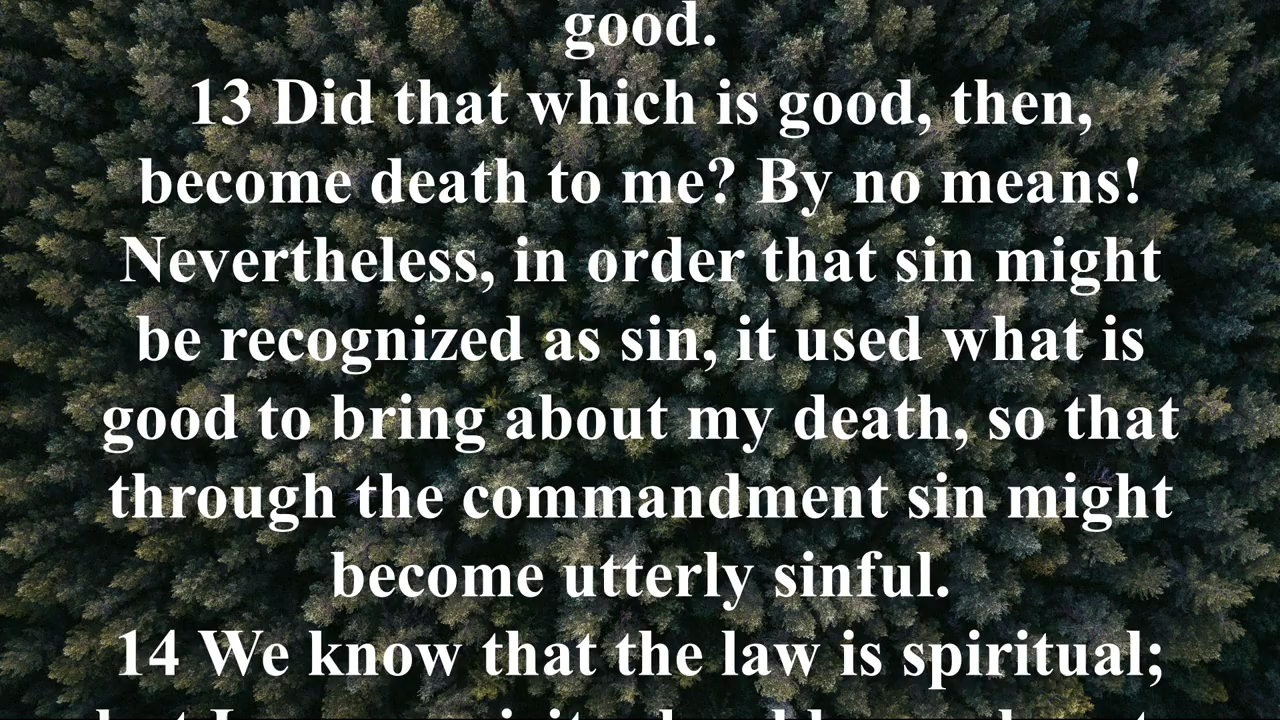 good.
13 Did that which is good, then,
become death to me? By no means!
Nevertheless, in order that sin might
be recognized as sin, it used what is
good to bring about my death, so that
through the commandment sin might
become utterly sinful.
14 We know that the law is spiritual;